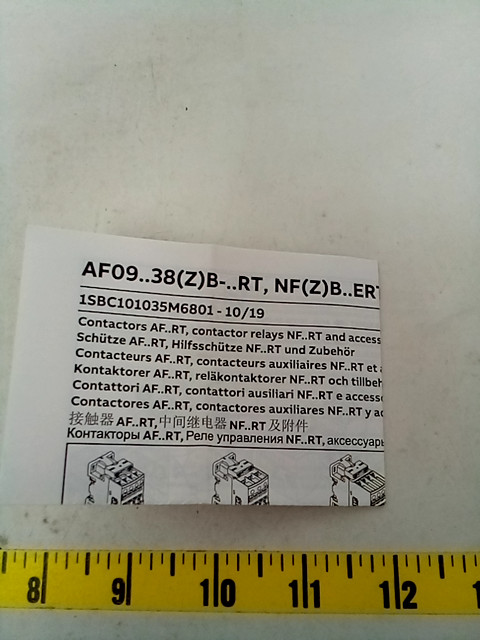 AF09..38(Z)B-..RT, NF(Z)B..ERT
1SBC101035M6801 - 10/19
Contactors AF..RT, contactor relays NF..RT and access
Schütze AF..RT, Hilfsschütze NF..RT und Zubehör
Contacteurs AF..RT, contacteurs auxiliaires NF..RT et a
Kontaktorer AF..RT, reläkontaktorer NF..RT och tillbeh
Contattori AF..RT, contattori ausiliari NF..RT e access
Contactores AF..RT, contactores auxiliares NF..RT y ac
接触器 AF..RT, 中间继电器 NF..RT 及附件
Контакторы AF..RT, Реле управления NF..RT, аксессуары
8 9 10 11 12